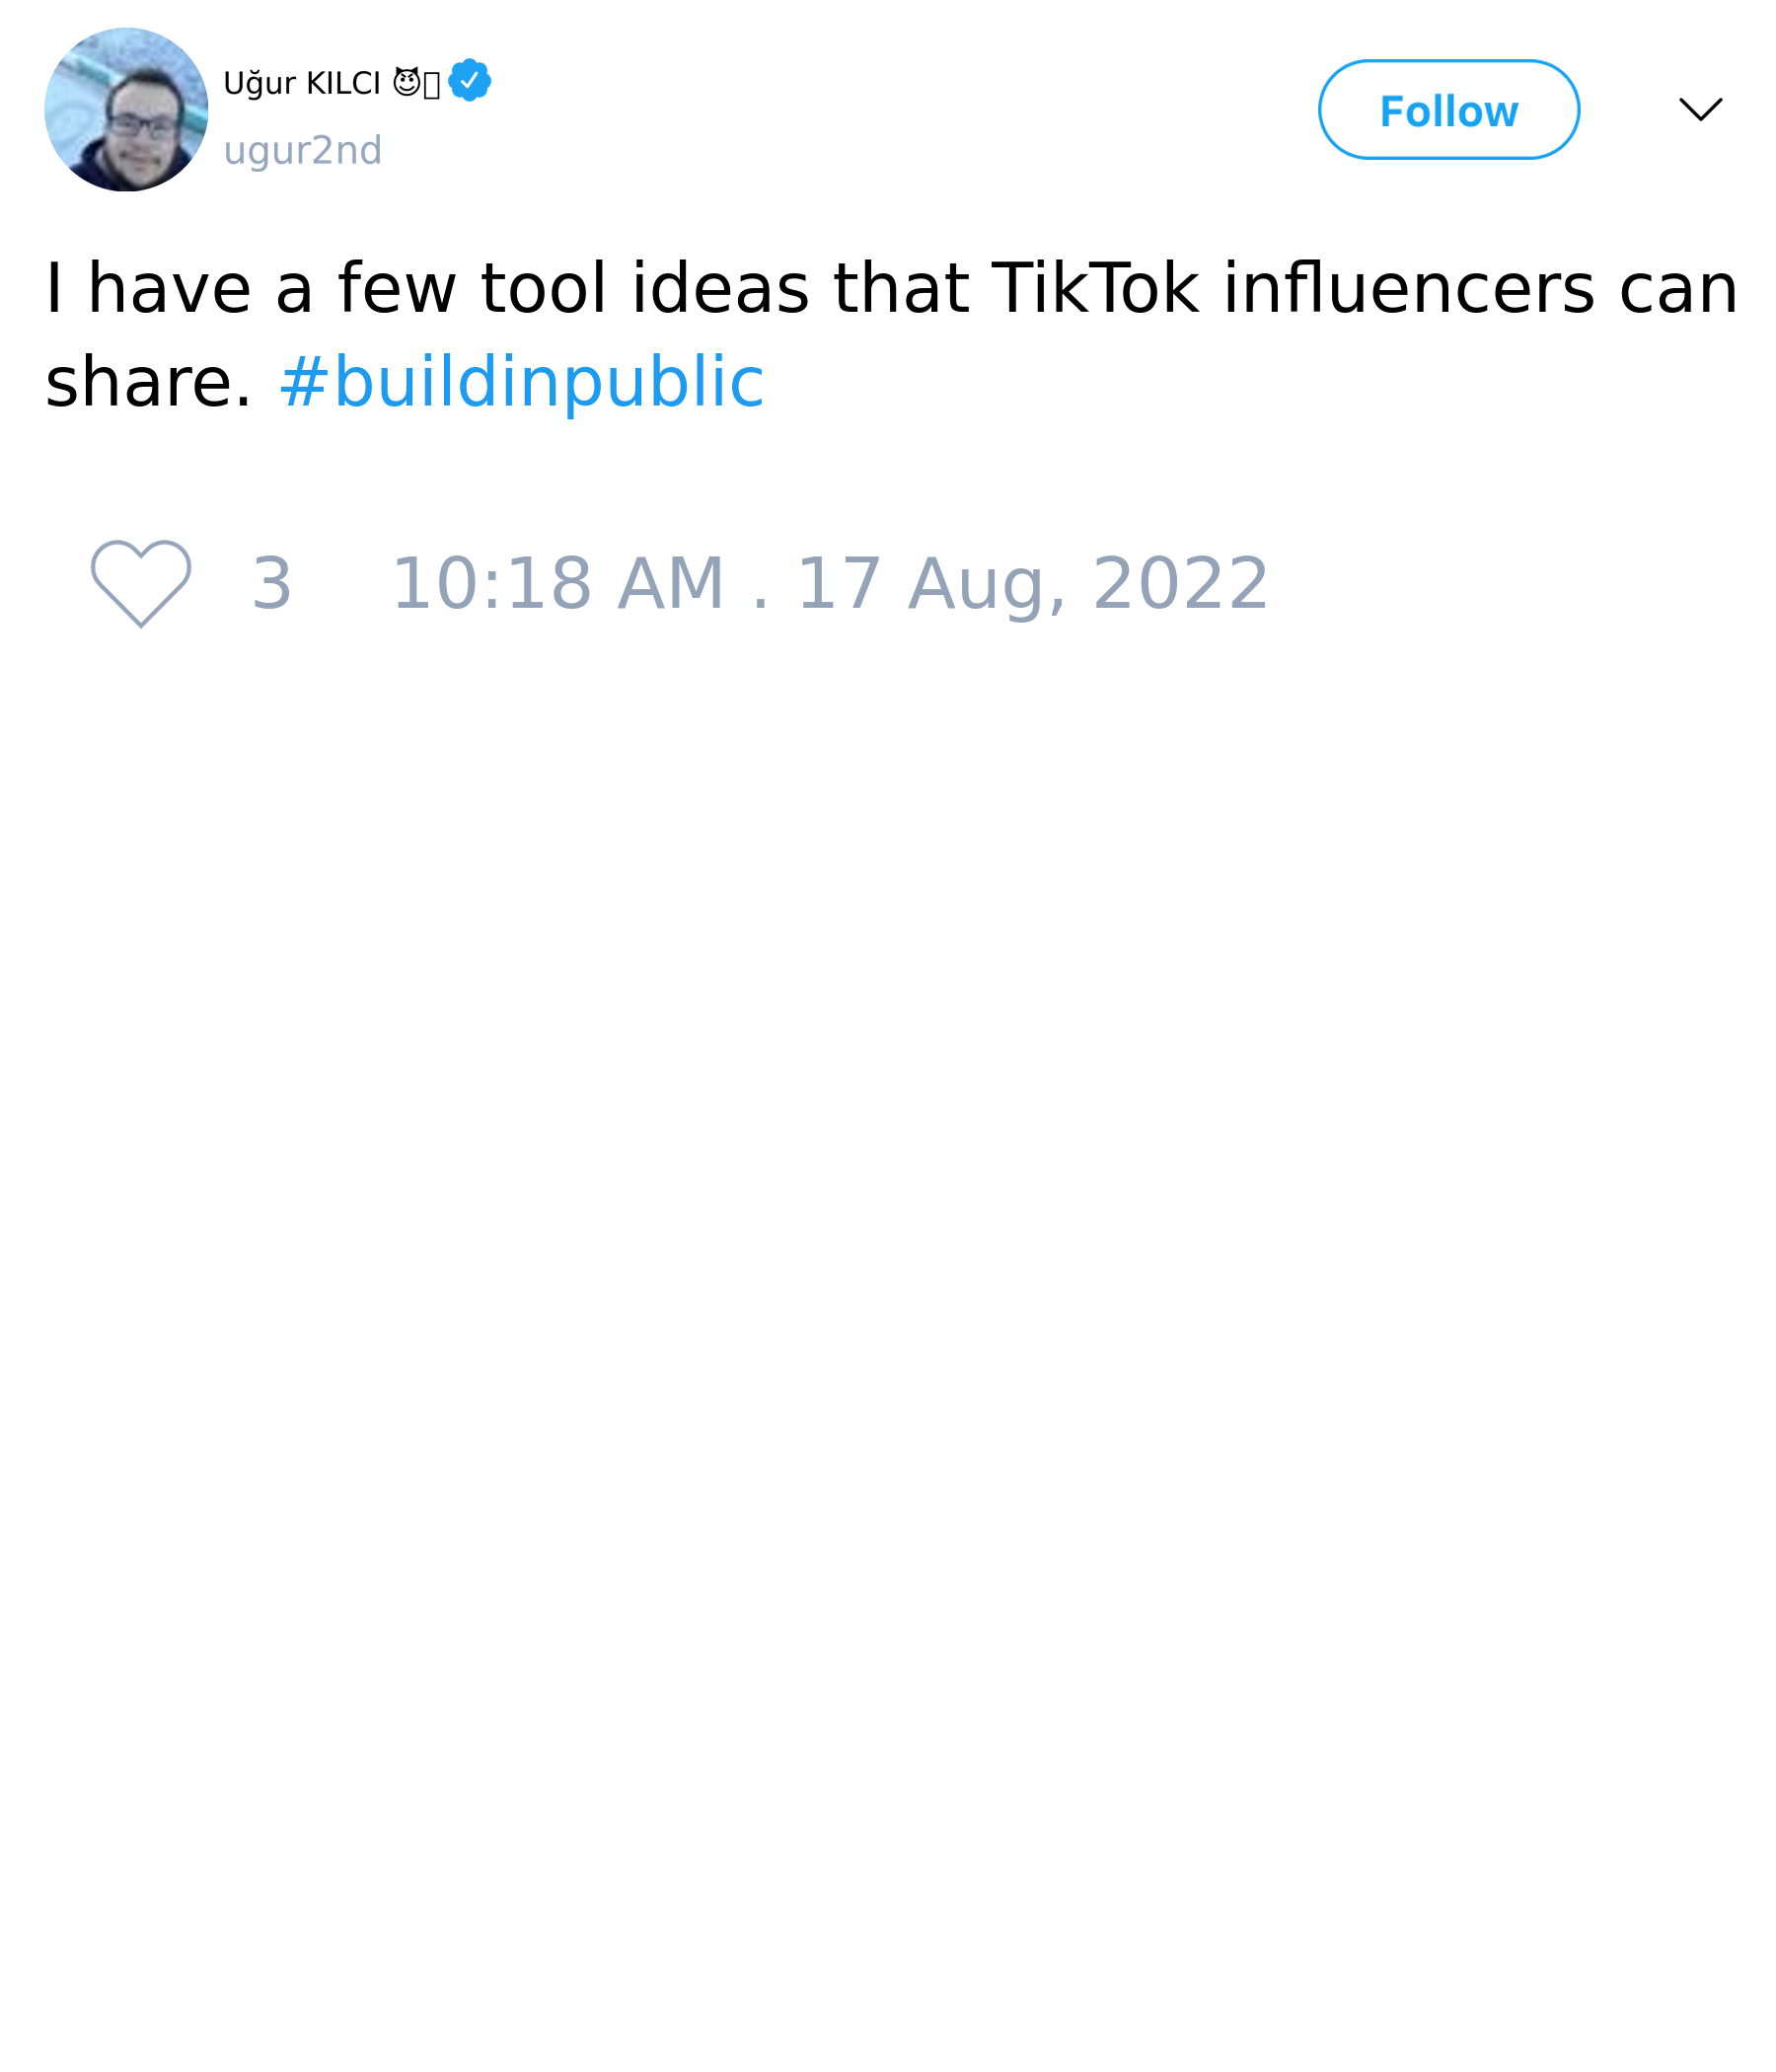 Uğur KILCI 😈
ugur2nd
Follow
I have a few tool ideas that TikTok influencers can
share. #buildinpublic
3 10:18 AM . 17 Aug, 2022